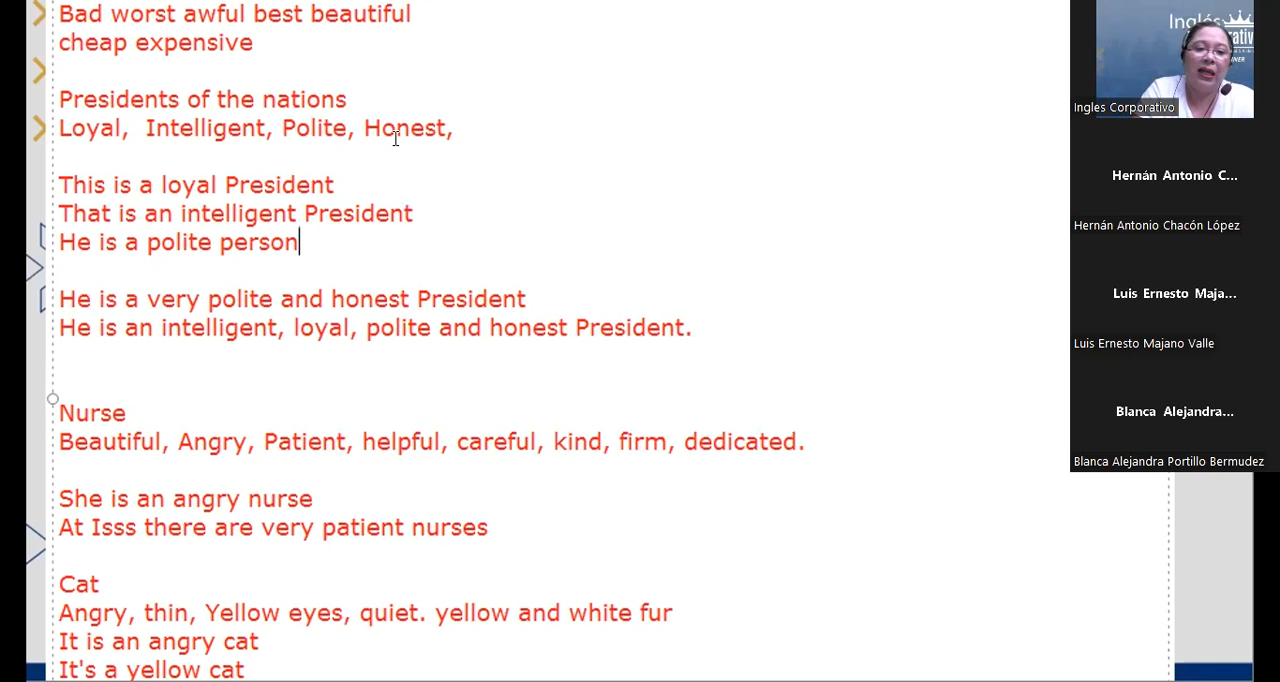 Bad worst awful best beautiful
cheap expensive
Presidents of the nations
Loyal,  Intelligent, Polite, Honest,
This is a loyal President
That is an intelligent President
He is a polite person
He is a very polite and honest President
He is an intelligent, loyal, polite and honest President.
Nurse
Beautiful, Angry, Patient, helpful, careful, kind, firm, dedicated.
She is an angry nurse
At Isss there are very patient nurses
Cat
Angry, thin, Yellow eyes, quiet. yellow and white fur
It is an angry cat
It's a yellow cat
Inglés
Ingles Corporativo
Hernán Antonio C...
Hernán Antonio Chacón López
Luis Ernesto Maja...
Luis Ernesto Majano Valle
Blanca Alejandra...
Blanca Alejandra Portillo Bermudez